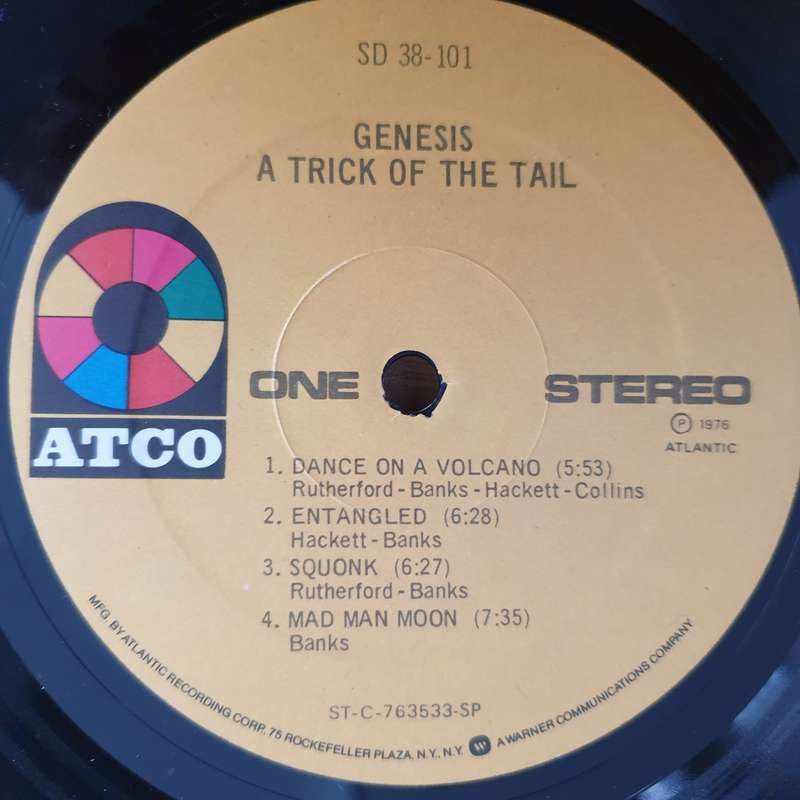 SD 38-101
GENESIS
A TRICK OF THE TAIL
ATCO
ONE
STEREO
℗ 1976
ATLANTIC
1. DANCE ON A VOLCANO (5:53)
Rutherford - Banks - Hackett - Collins
2. ENTANGLED (6:28)
Hackett - Banks
3. SQUONK (6:27)
Rutherford - Banks
4. MAD MAN MOON (7:35)
Banks
ST-C-763533-SP
MFG. BY ATLANTIC RECORDING CORP. 75 ROCKEFELLER PLAZA, N.Y., N.Y. W A WARNER COMMUNICATIONS COMPANY